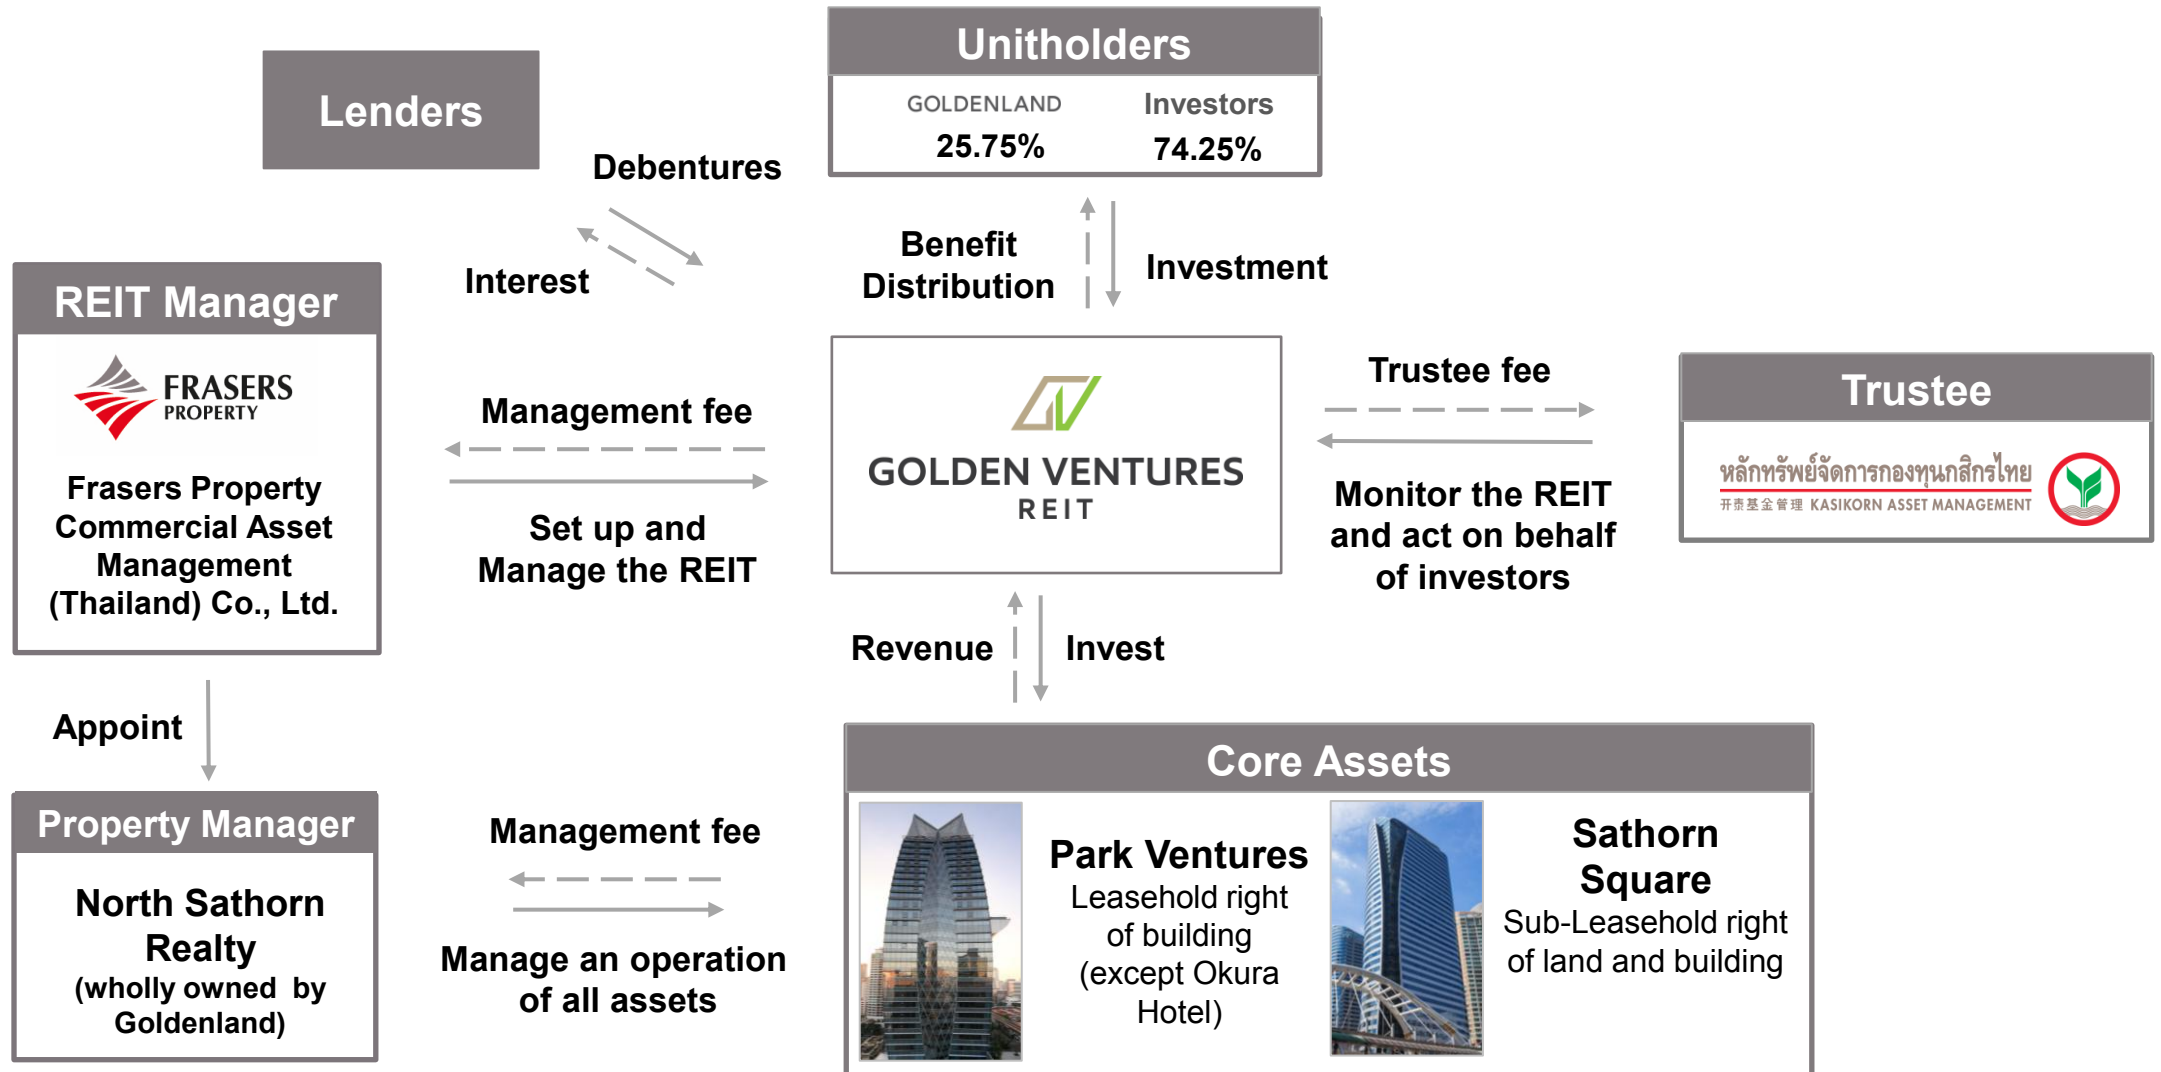 Unitholders
GOLDENLAND
Investors
25.75%
74.25%
Lenders
Debentures
Interest
Benefit
Distribution
Investment
REIT Manager
FRASERS
PROPERTY
Frasers Property
Commercial Asset
Management
(Thailand) Co., Ltd.
Management fee
Set up and
Manage the REIT
GOLDEN VENTURES
REIT
Trustee fee
Monitor the REIT
and act on behalf
of investors
Trustee
หลักทรัพย์จัดการกองทุนกสิกรไทย
开泰基金管理 KASIKORN ASSET MANAGEMENT
Revenue
Invest
Appoint
Property Manager
North Sathorn
Realty
(wholly owned by
Goldenland)
Management fee
Manage an operation
of all assets
Core Assets
Park Ventures
Leasehold right
of building
(except Okura
Hotel)
Sathorn
Square
Sub-Leasehold right
of land and building